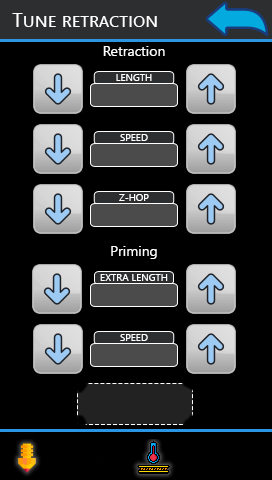 Tune retraction
Retraction
LENGTH
SPEED
Z-HOP
Priming
EXTRA LENGTH
SPEED